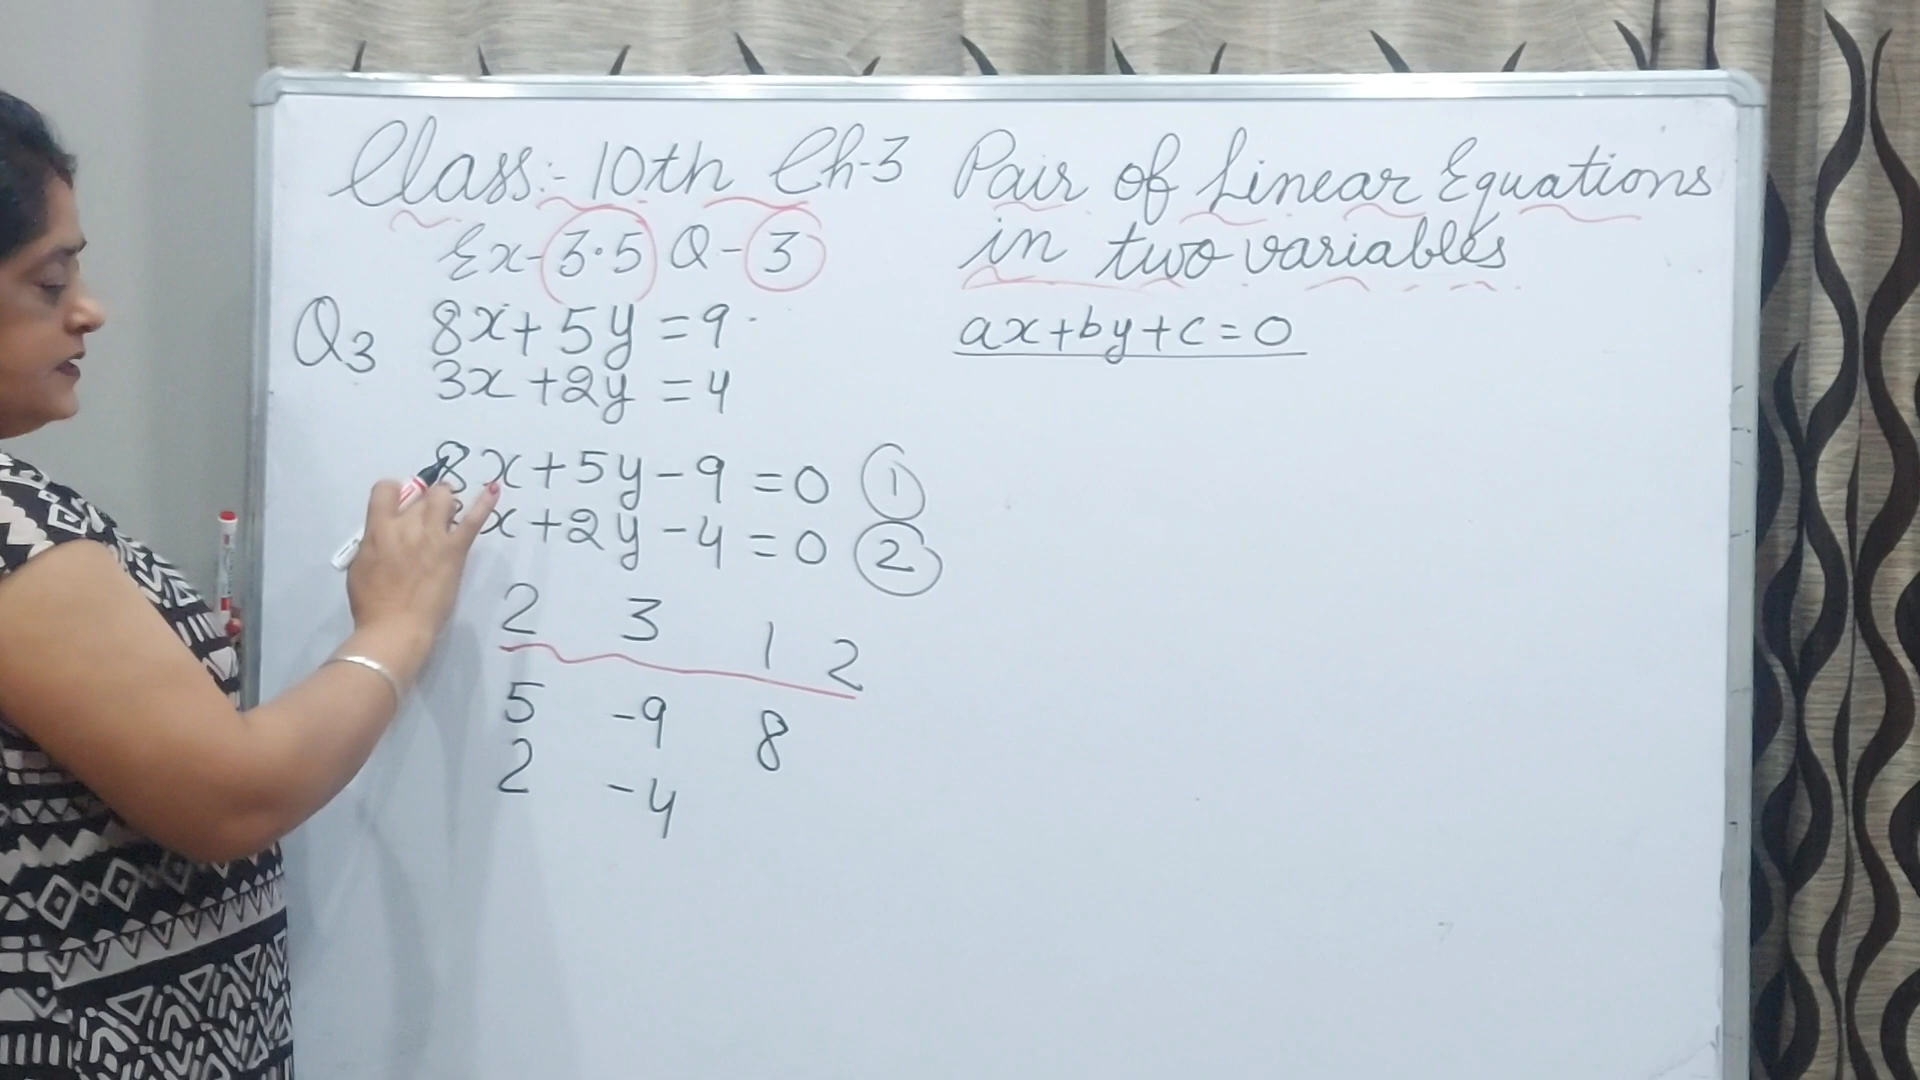 Class:- 10th Ch-3 Pair of Linear Equations
in two variables
Ex-3.5 Q-3
Q3 8x+5y=9
3x+2y=4
ax+by+c=0
8x+5y-9=0 1
x+2y-4=0 2
2 3 1 2
5 -9 8
2 -4